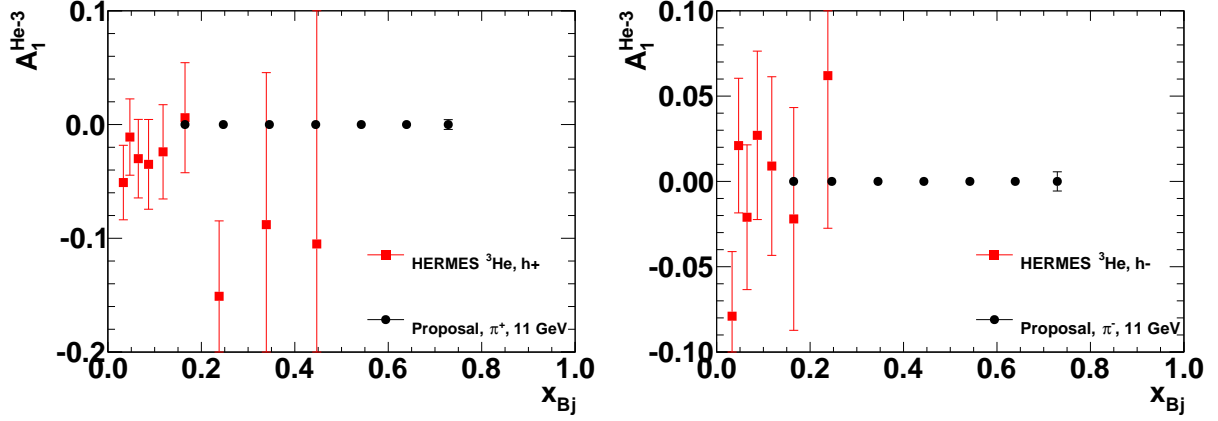 A₁^He-3
0.1
0.0
-0.1
-0.2
HERMES ³He, h+
Proposal, π⁺, 11 GeV
0.0 0.2 0.4 0.6 0.8 1.0
x_Bj
A₁^He-3
0.10
0.05
0.00
-0.05
-0.10
HERMES ³He, h-
Proposal, π⁻, 11 GeV
0.0 0.2 0.4 0.6 0.8 1.0
x_Bj